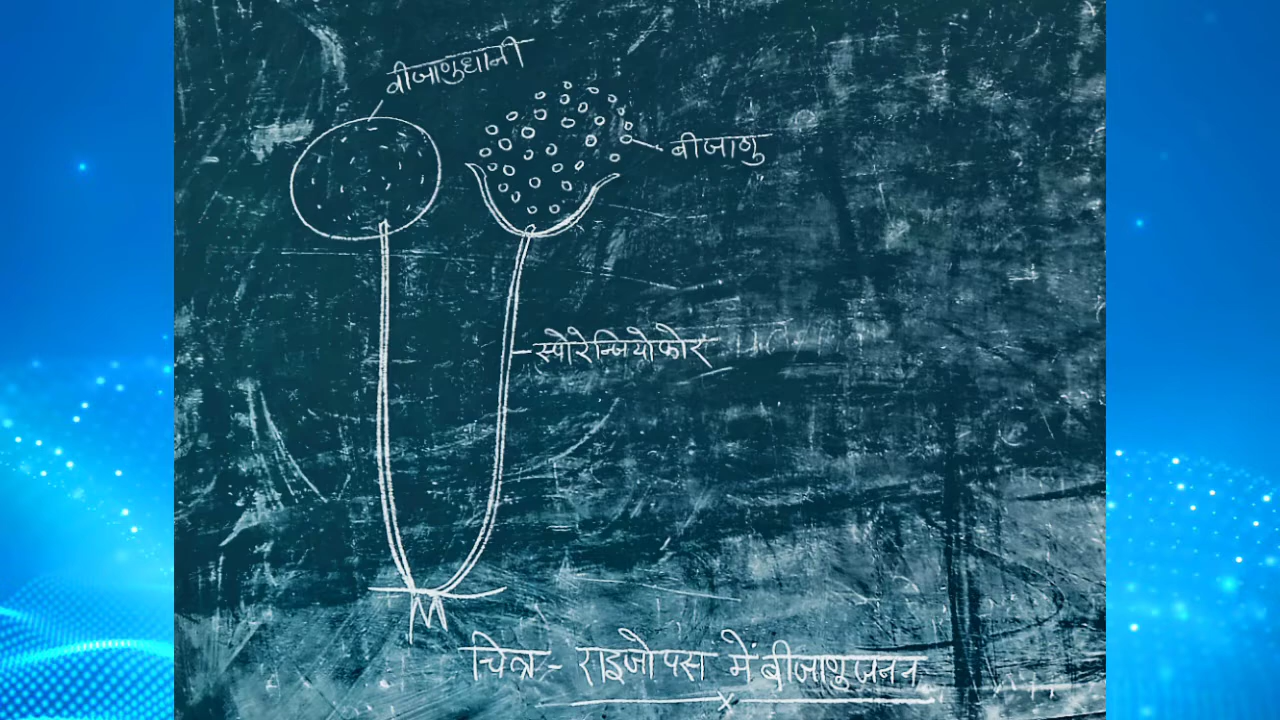 बीजाणुधानी
बीजाणु
स्पोरेन्जियोफोर
चित्र:- राइजोपस में बीजाणुजनन